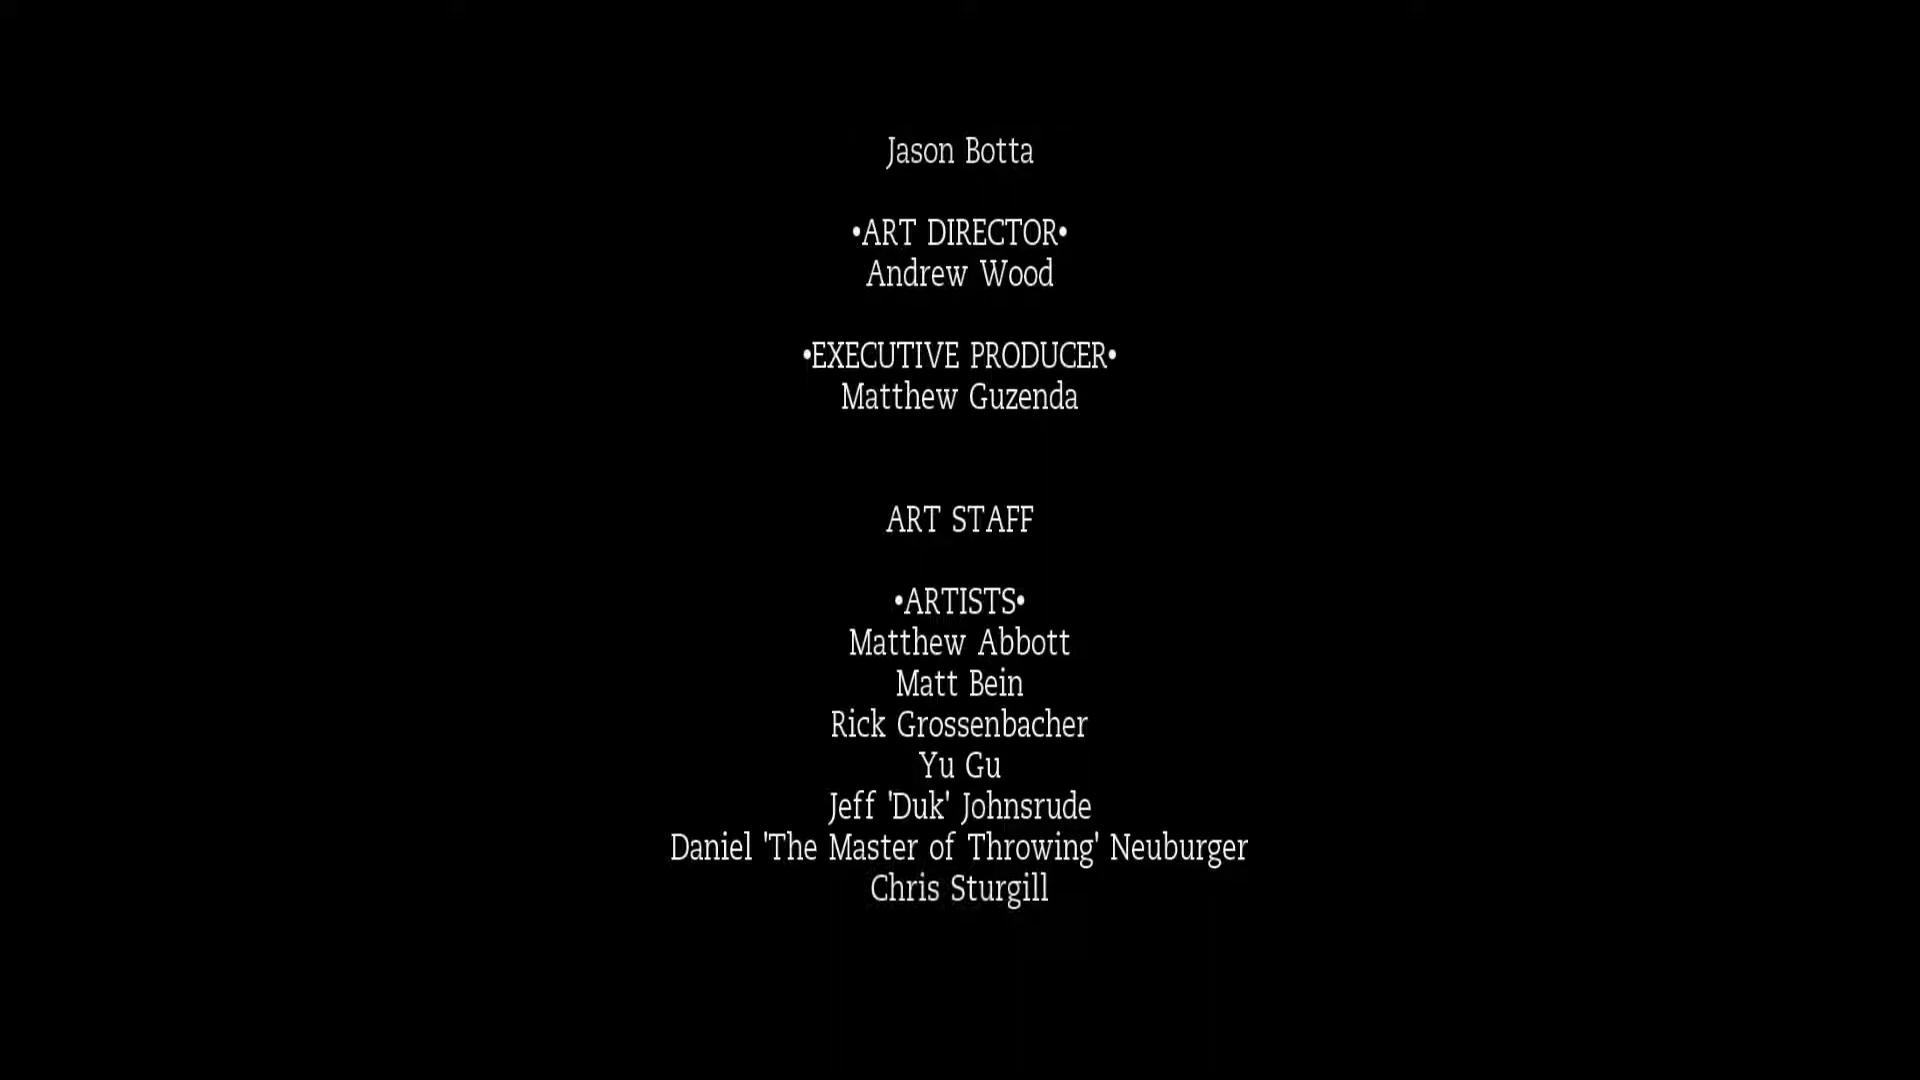 Jason Botta
•ART DIRECTOR•
Andrew Wood
•EXECUTIVE PRODUCER•
Matthew Guzenda
ART STAFF
•ARTISTS•
Matthew Abbott
Matt Bein
Rick Grossenbacher
Yu Gu
Jeff 'Duk' Johnsrude
Daniel 'The Master of Throwing' Neuburger
Chris Sturgill